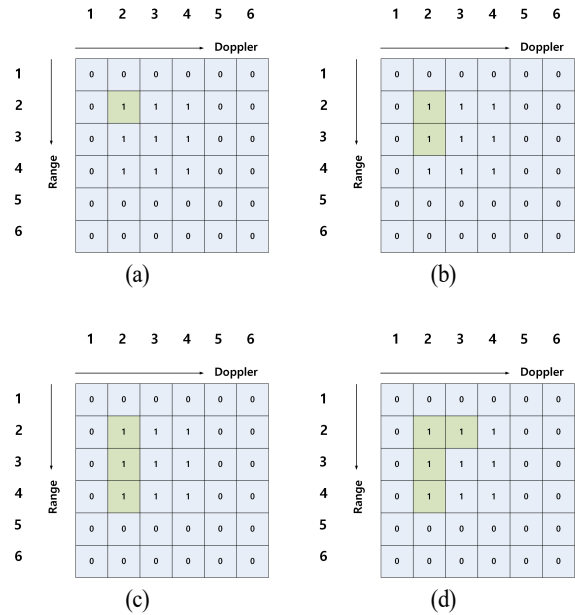 1 2 3 4 5 6
Doppler
Range
1 0 0 0 0 0 0
2 0 1 1 1 0 0
3 0 1 1 1 0 0
4 0 1 1 1 0 0
5 0 0 0 0 0 0
6 0 0 0 0 0 0
(a)
1 2 3 4 5 6
Doppler
Range
1 0 0 0 0 0 0
2 0 1 1 1 0 0
3 0 1 1 1 0 0
4 0 1 1 1 0 0
5 0 0 0 0 0 0
6 0 0 0 0 0 0
(b)
1 2 3 4 5 6
Doppler
Range
1 0 0 0 0 0 0
2 0 1 1 1 0 0
3 0 1 1 1 0 0
4 0 1 1 1 0 0
5 0 0 0 0 0 0
6 0 0 0 0 0 0
(c)
1 2 3 4 5 6
Doppler
Range
1 0 0 0 0 0 0
2 0 1 1 1 0 0
3 0 1 1 1 0 0
4 0 1 1 1 0 0
5 0 0 0 0 0 0
6 0 0 0 0 0 0
(d)